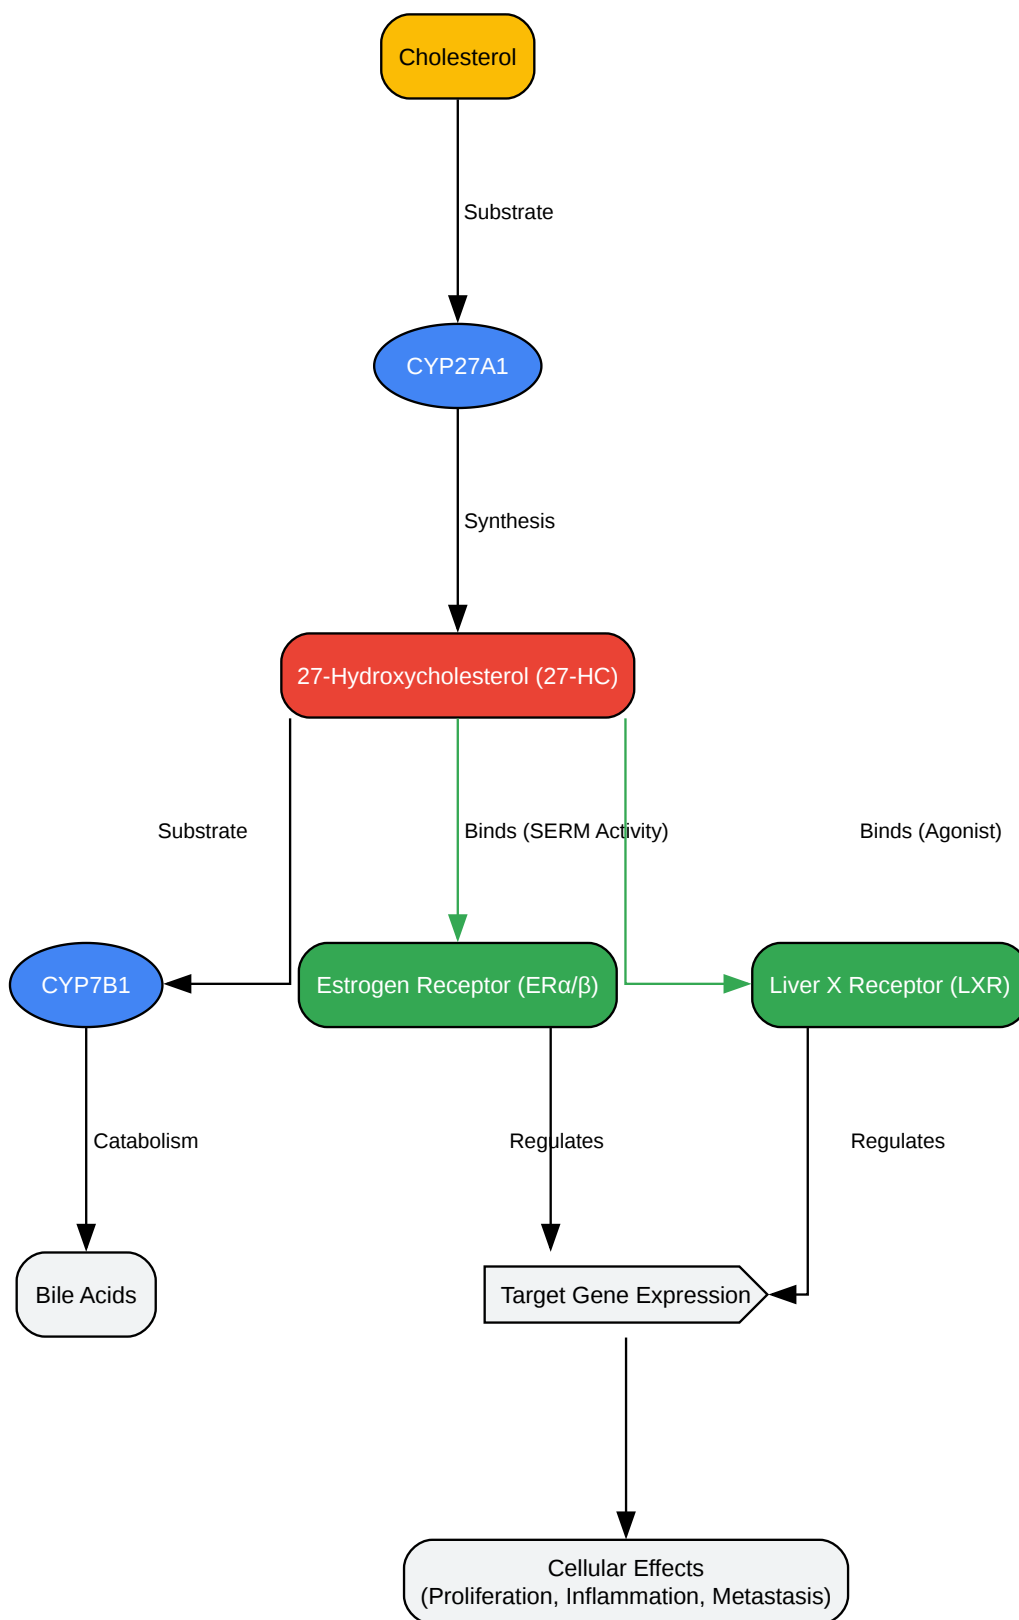 Cholesterol
Substrate
CYP27A1
Synthesis
27-Hydroxycholesterol (27-HC)
Substrate
Binds (SERM Activity)
Binds (Agonist)
CYP7B1
Estrogen Receptor (ERα/β)
Liver X Receptor (LXR)
Catabolism
Regulates
Regulates
Bile Acids
Target Gene Expression
Cellular Effects
(Proliferation, Inflammation, Metastasis)